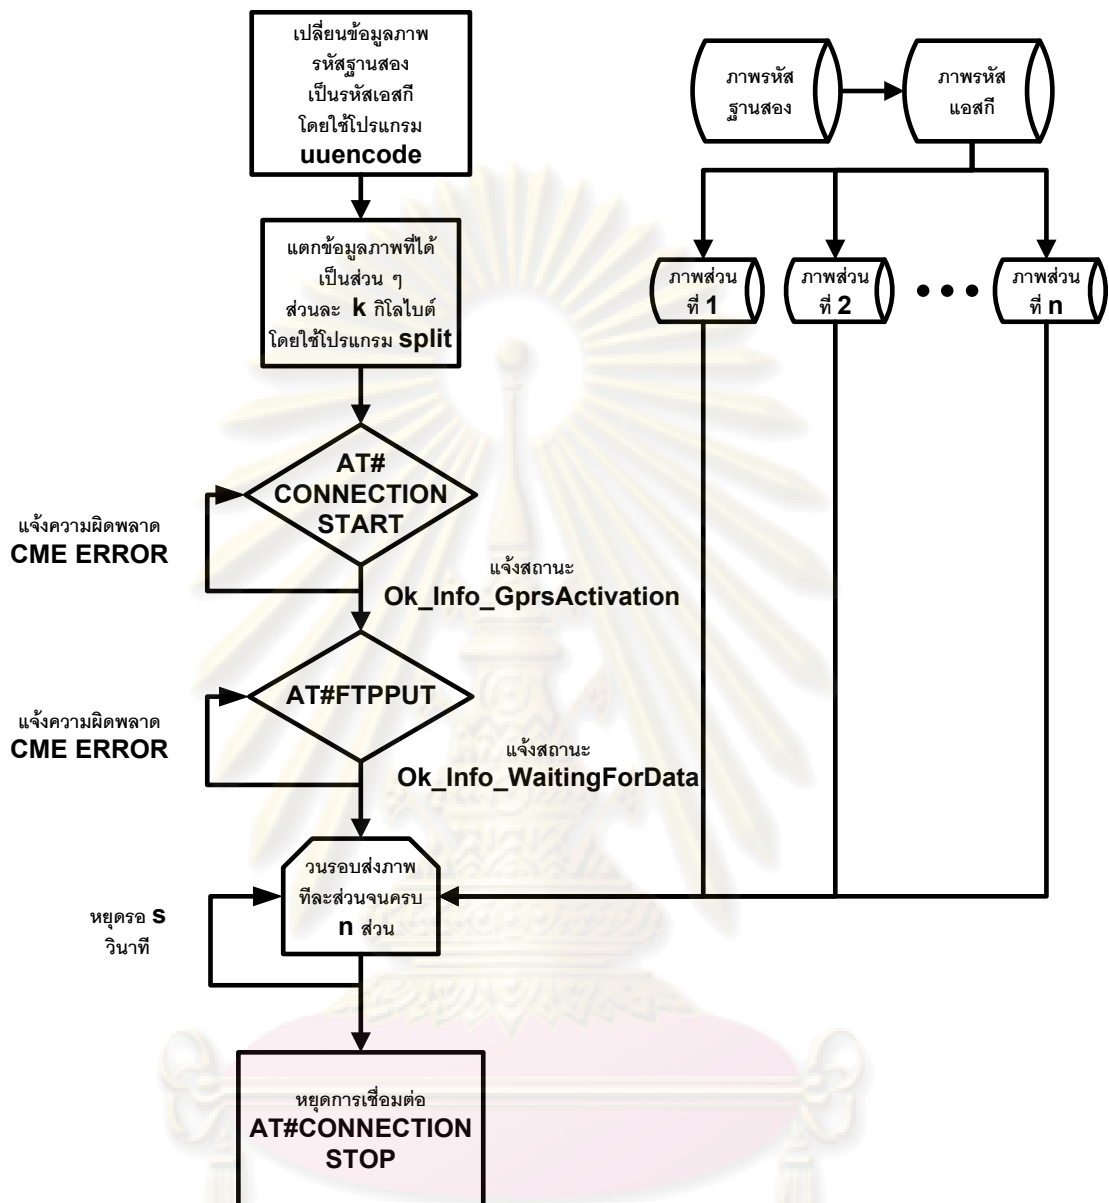 เปลี่ยนข้อมูลภาพ
รหัสฐานสอง
เป็นรหัสเอสกี
โดยใช้โปรแกรม
uuencode
ภาพรหัส
ฐานสอง
ภาพรหัส
แอสกี
แตกข้อมูลภาพที่ได้
เป็นส่วน ๆ
ส่วนละ k กิโลไบต์
โดยใช้โปรแกรม split
ภาพส่วน
ที่ 1
ภาพส่วน
ที่ 2
ภาพส่วน
ที่ n
AT#
CONNECTION
START
แจ้งความผิดพลาด
CME ERROR
แจ้งสถานะ
Ok_Info_GprsActivation
AT#FTPPUT
แจ้งความผิดพลาด
CME ERROR
แจ้งสถานะ
Ok_Info_WaitingForData
วนรอบส่งภาพ
ทีละส่วนจนครบ
n ส่วน
หยุดรอ s
วินาที
หยุดการเชื่อมต่อ
AT#CONNECTION
STOP